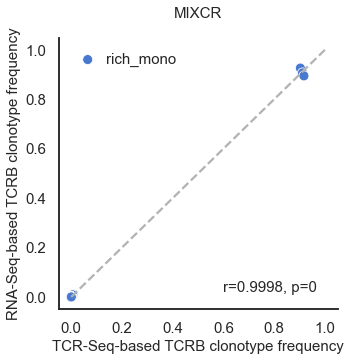 MIXCR
RNA-Seq-based TCRB clonotype frequency
1.0
0.8
0.6
0.4
0.2
0.0
rich_mono
r=0.9998, p=0
0.0 0.2 0.4 0.6 0.8 1.0
TCR-Seq-based TCRB clonotype frequency